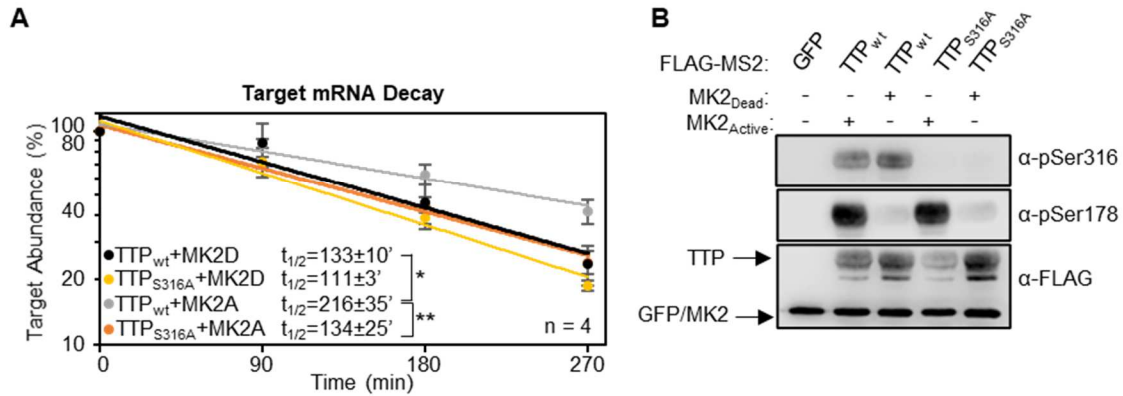 A
Target mRNA Decay
Target Abundance (%)
100
80
40
20
10
TTPwt+MK2D t1/2=133±10’
TTPS316A+MK2D t1/2=111±3’
*
TTPwt+MK2A t1/2=216±35’
**
TTPS316A+MK2A t1/2=134±25’
n = 4
0 90 180 270
Time (min)
B
FLAG-MS2: GFP TTPwt TTPwt TTPS316A TTPS316A
MK2Dead: - - + - +
MK2Active: - + - + -
α-pSer316
α-pSer178
TTP
α-FLAG
GFP/MK2